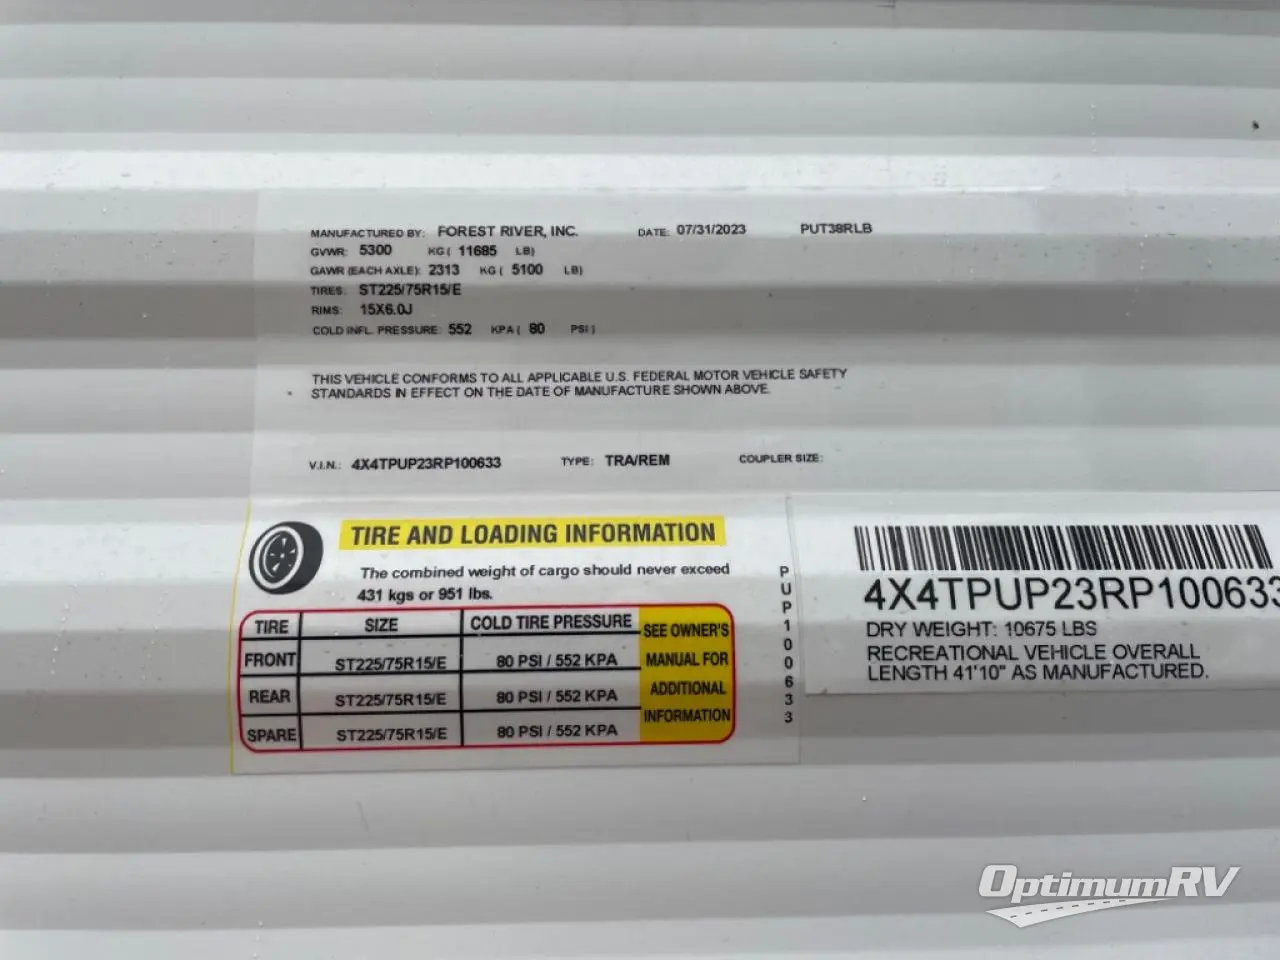 MANUFACTURED BY: FOREST RIVER, INC. DATE: 07/31/2023 PUT38RLB
GVWR: 5300 KG ( 11685 LB)
GAWR (EACH AXLE): 2313 KG ( 5100 LB)
TIRES: ST225/75R15/E
RIMS: 15X6.0J
COLD INFL. PRESSURE: 552 KPA ( 80 PSI )
THIS VEHICLE CONFORMS TO ALL APPLICABLE U.S. FEDERAL MOTOR VEHICLE SAFETY
STANDARDS IN EFFECT ON THE DATE OF MANUFACTURE SHOWN ABOVE.
V.I.N.: 4X4TPUP23RP100633 TYPE: TRA/REM COUPLER SIZE:
TIRE AND LOADING INFORMATION
The combined weight of cargo should never exceed
431 kgs or 951 lbs.
TIRE SIZE COLD TIRE PRESSURE SEE OWNER'S
FRONT ST225/75R15/E 80 PSI / 552 KPA MANUAL FOR
REAR ST225/75R15/E 80 PSI / 552 KPA ADDITIONAL
SPARE ST225/75R15/E 80 PSI / 552 KPA INFORMATION
PUP100633
4X4TPUP23RP100633
DRY WEIGHT: 10675 LBS
RECREATIONAL VEHICLE OVERALL
LENGTH 41'10" AS MANUFACTURED.
OptimumRV